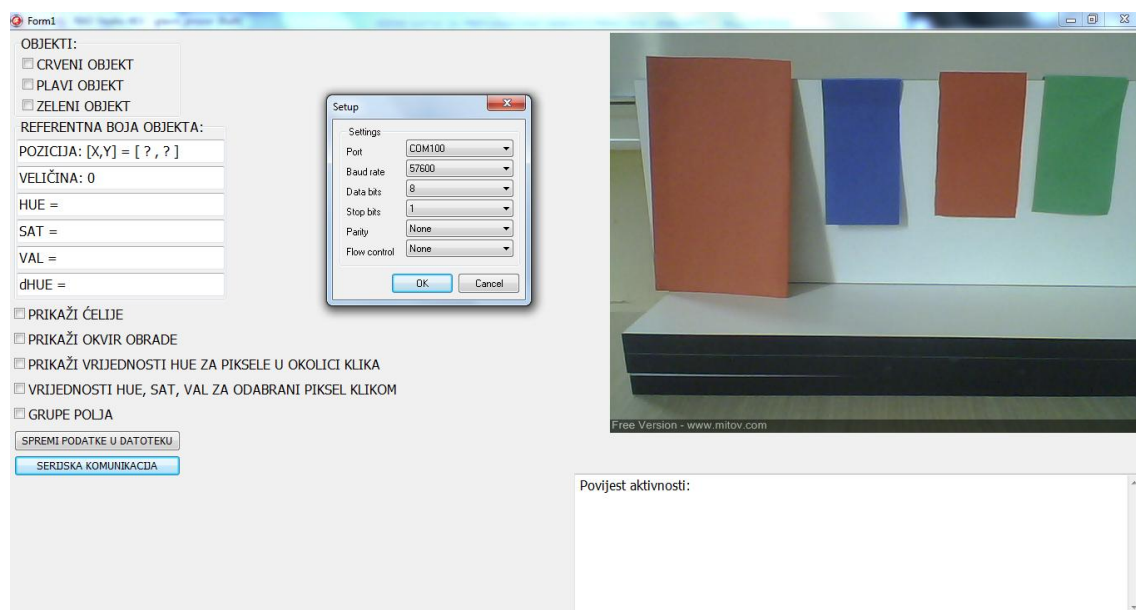 Form1
OBJEKTI:
CRVENI OBJEKT
PLAVI OBJEKT
ZELENI OBJEKT
REFERENTNA BOJA OBJEKTA:
POZICIJA: [X,Y] = [ ? , ? ]
VELIČINA: 0
HUE =
SAT =
VAL =
dHUE =
PRIKAŽI ĆELIJE
PRIKAŽI OKVIR OBRADE
PRIKAŽI VRIJEDNOSTI HUE ZA PIKSELE U OKOLICI KLIKA
VRIJEDNOSTI HUE, SAT, VAL ZA ODABRANI PIKSEL KLIKOM
GRUPE POLJA
SPREMI PODATKE U DATOTEKU
SERIJSKA KOMUNIKACIJA
Setup
Settings
Port COM100
Baud rate 57600
Data bits 8
Stop bits 1
Parity None
Flow control None
OK Cancel
Free Version - www.mitov.com
Povijest aktivnosti: